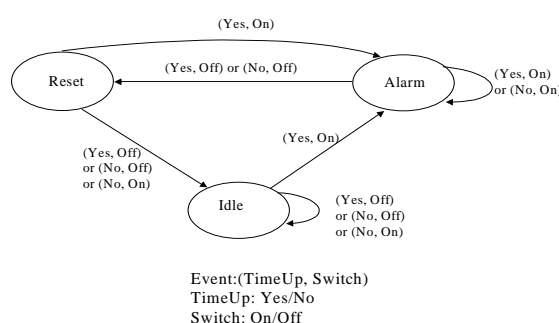 (Yes, On)
Reset
(Yes, Off) or (No, Off)
Alarm
(Yes, On)
or (No, On)
(Yes, On)
(Yes, Off)
or (No, Off)
or (No, On)
Idle
(Yes, Off)
or (No, Off)
or (No, On)
Event:(TimeUp, Switch)
TimeUp: Yes/No
Switch: On/Off